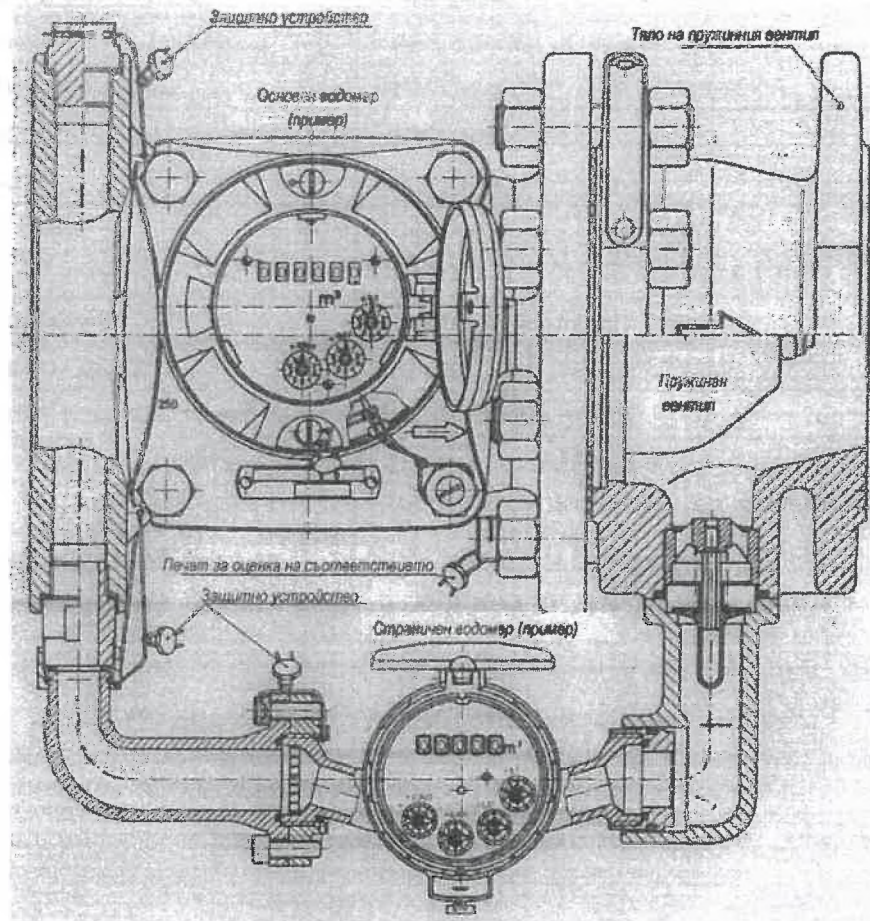 Защитно устройство
Тяло на пружинния вентил
Основен водомер
(пример)
m³
Пружинен
вентил
250
Печат за оценка на съответствието
Защитно устройство
Страничен водомер (пример)
m³